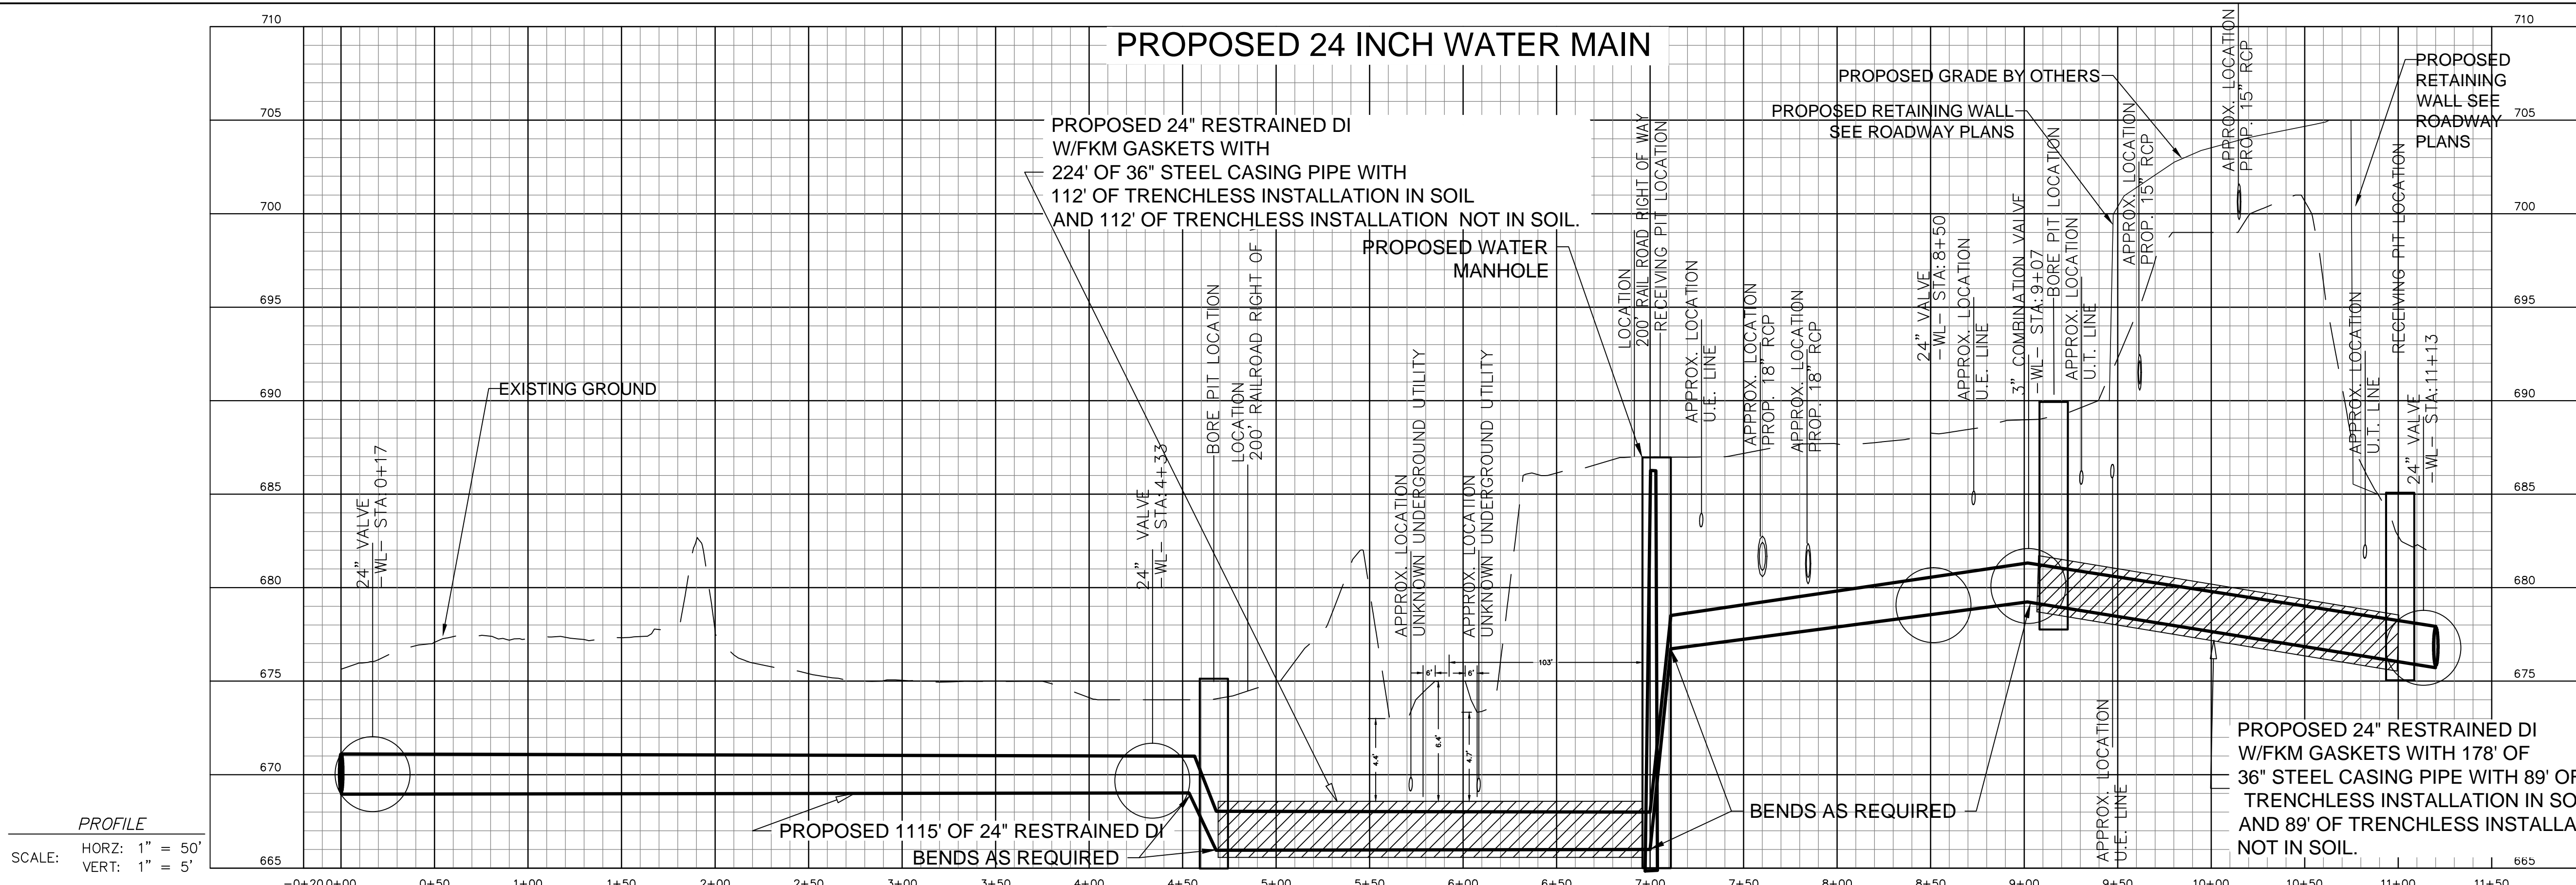 PROPOSED 24 INCH WATER MAIN
710
705
700
695
690
685
680
675
670
665
710
705
700
695
690
685
680
675
670
665
EXISTING GROUND
24" VALVE
-WL- STA: 0+17
PROPOSED 1115' OF 24" RESTRAINED DI
BENDS AS REQUIRED
24" VALVE
-WL- STA: 4+33
BORE PIT LOCATION
LOCATION
200' RAILROAD RIGHT OF
PROPOSED 24" RESTRAINED DI
W/FKM GASKETS WITH
224' OF 36" STEEL CASING PIPE WITH
112' OF TRENCHLESS INSTALLATION IN SOIL
AND 112' OF TRENCHLESS INSTALLATION NOT IN SOIL.
APPROX. LOCATION
UNKNOWN UNDERGROUND UTILITY
APPROX. LOCATION
UNKNOWN UNDERGROUND UTILITY
6'
6'
103'
4.4'
6.4'
4.7'
PROPOSED WATER
MANHOLE
LOCATION
200' RAIL ROAD RIGHT OF WAY
RECEIVING PIT LOCATION
APPROX. LOCATION
U.E. LINE
APPROX. LOCATION
PROP. 18" RCP
APPROX. LOCATION
PROP. 18" RCP
BENDS AS REQUIRED
24" VALVE
-WL- STA: 8+50
APPROX. LOCATION
U.E. LINE
3" COMBINATION VALVE
-WL- STA: 9+07
BORE PIT LOCATION
APPROX. LOCATION
U.T. LINE
PROPOSED GRADE BY OTHERS
PROPOSED RETAINING WALL
SEE ROADWAY PLANS
APPROX. LOCATION
PROP. 15" RCP
APPROX. LOCATION
U.E. LINE
APPROX. LOCATION
PROP. 15" RCP
PROPOSED
RETAINING
WALL SEE
ROADWAY
PLANS
APPROX. LOCATION
U.T. LINE
RECEIVING PIT LOCATION
24" VALVE
-WL- STA: 11+13
PROPOSED 24" RESTRAINED DI
W/FKM GASKETS WITH 178' OF
36" STEEL CASING PIPE WITH 89' OF
TRENCHLESS INSTALLATION IN SO
AND 89' OF TRENCHLESS INSTALLA
NOT IN SOIL.
PROFILE
SCALE:
HORZ: 1" = 50'
VERT: 1" = 5'
-0+20 0+00 0+50 1+00 1+50 2+00 2+50 3+00 3+50 4+00 4+50 5+00 5+50 6+00 6+50 7+00 7+50 8+00 8+50 9+00 9+50 10+00 10+50 11+00 11+50